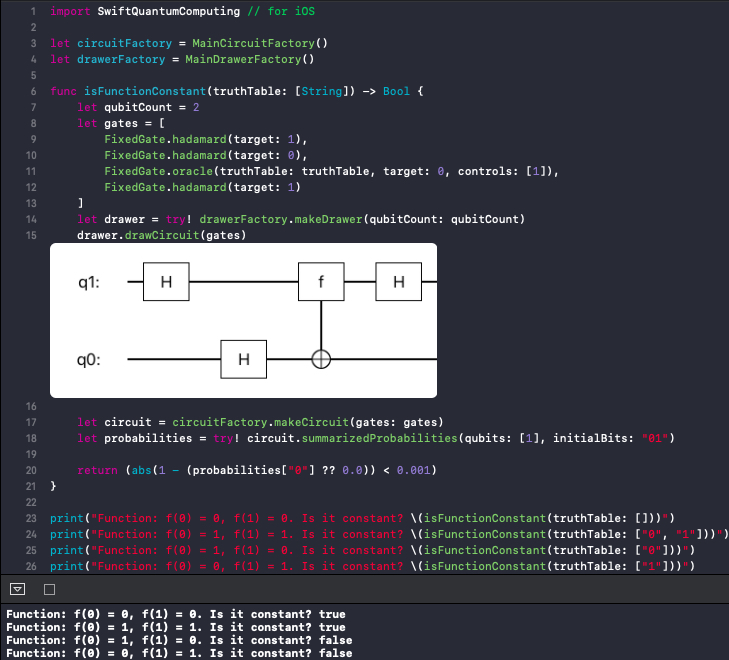 1 import SwiftQuantumComputing // for iOS
2
3 let circuitFactory = MainCircuitFactory()
4 let drawerFactory = MainDrawerFactory()
5
6 func isFunctionConstant(truthTable: [String]) -> Bool {
7     let qubitCount = 2
8     let gates = [
9         FixedGate.hadamard(target: 1),
10         FixedGate.hadamard(target: 0),
11         FixedGate.oracle(truthTable: truthTable, target: 0, controls: [1]),
12         FixedGate.hadamard(target: 1)
13     ]
14     let drawer = try! drawerFactory.makeDrawer(qubitCount: qubitCount)
15     drawer.drawCircuit(gates)
q1: H f H
q0: H
16
17     let circuit = circuitFactory.makeCircuit(gates: gates)
18     let probabilities = try! circuit.summarizedProbabilities(qubits: [1], initialBits: "01")
19
20     return (abs(1 - (probabilities["0"] ?? 0.0)) < 0.001)
21 }
22
23 print("Function: f(0) = 0, f(1) = 0. Is it constant? \(isFunctionConstant(truthTable: []))")
24 print("Function: f(0) = 1, f(1) = 1. Is it constant? \(isFunctionConstant(truthTable: ["0", "1"]))")
25 print("Function: f(0) = 1, f(1) = 0. Is it constant? \(isFunctionConstant(truthTable: ["0"]))")
26 print("Function: f(0) = 0, f(1) = 1. Is it constant? \(isFunctionConstant(truthTable: ["1"]))")
Function: f(0) = 0, f(1) = 0. Is it constant? true
Function: f(0) = 1, f(1) = 1. Is it constant? true
Function: f(0) = 1, f(1) = 0. Is it constant? false
Function: f(0) = 0, f(1) = 1. Is it constant? false